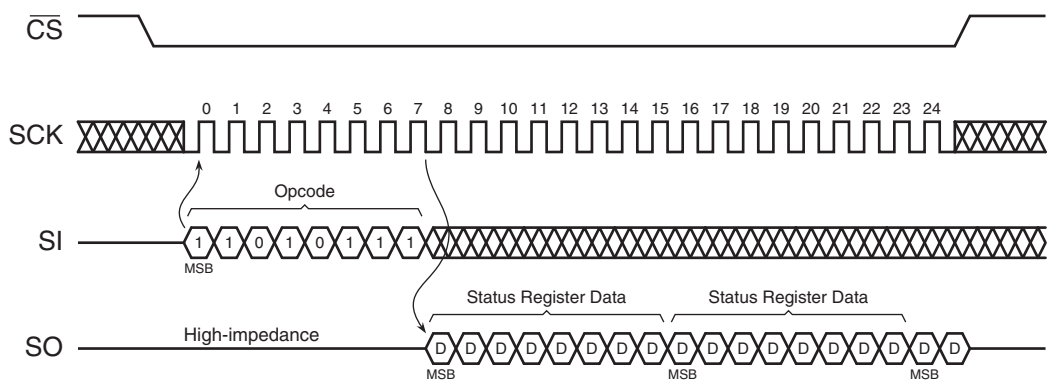 CS
0 1 2 3 4 5 6 7 8 9 10 11 12 13 14 15 16 17 18 19 20 21 22 23 24
SCK
Opcode
SI 1 1 0 1 0 1 1 1
MSB
Status Register Data Status Register Data
High-impedance
SO D D D D D D D D D D D D D D D D D D
MSB MSB MSB